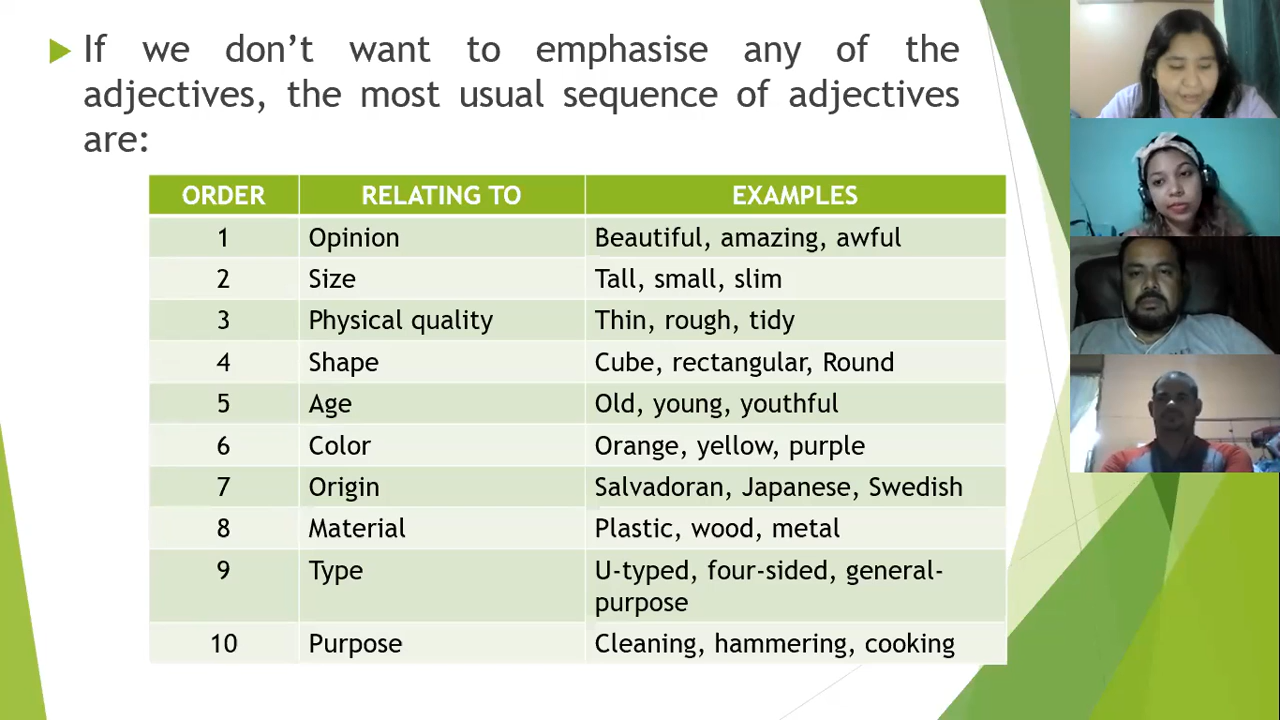 If we don’t want to emphasise any of the
adjectives, the most usual sequence of adjectives
are:
ORDER RELATING TO EXAMPLES
1 Opinion Beautiful, amazing, awful
2 Size Tall, small, slim
3 Physical quality Thin, rough, tidy
4 Shape Cube, rectangular, Round
5 Age Old, young, youthful
6 Color Orange, yellow, purple
7 Origin Salvadoran, Japanese, Swedish
8 Material Plastic, wood, metal
9 Type U-typed, four-sided, general-
purpose
10 Purpose Cleaning, hammering, cooking